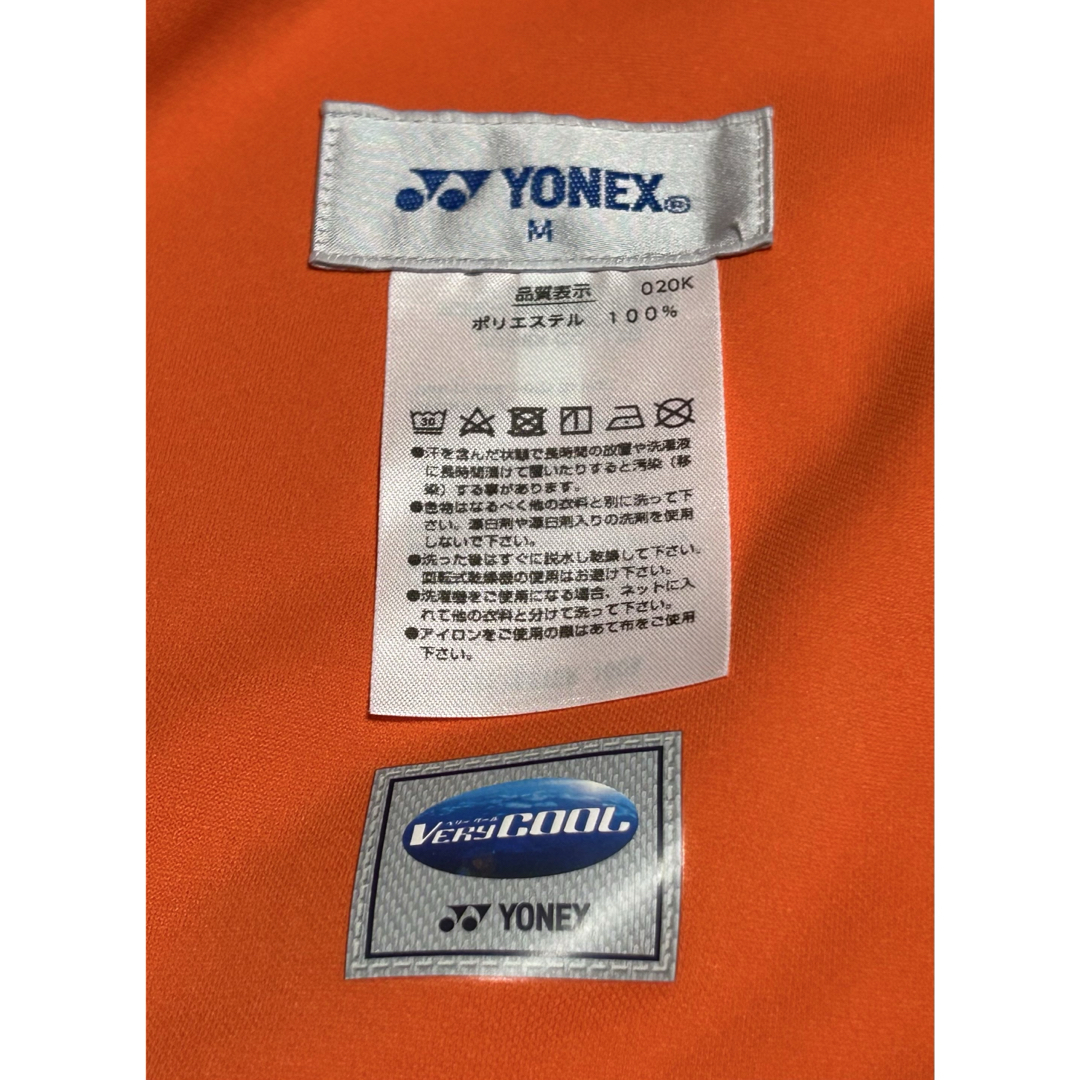 YONEX®
M
品質表示 020K
ポリエステル 100%
30
●汗を含んだ状態で長時間の放置や洗濯液
に長時間漬けて置いたりすると汚染（移
染）する事があります。
●色物はなるべく他の衣料と別に洗って下
さい。漂白剤や漂白剤入りの洗剤を使用
しないで下さい。
●洗った後はすぐに脱水し乾燥して下さい。
回転式乾燥機の使用はお避け下さい。
●洗濯機をご使用になる場合、ネットに入
れて他の衣料と分けて洗って下さい。
●アイロンをご使用の際はあて布をご使用
下さい。
ベリー クール
VERYCOOL
YONEX